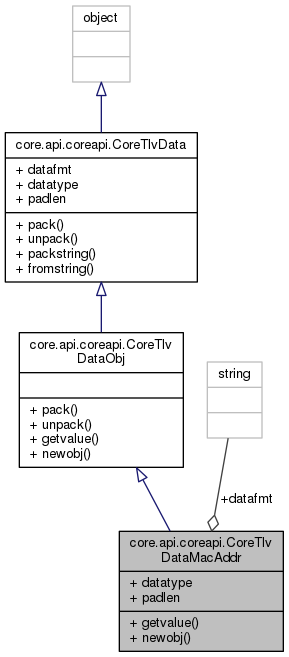 object
core.api.coreapi.CoreTlvData
+ datafmt
+ datatype
+ padlen
+ pack()
+ unpack()
+ packstring()
+ fromstring()
core.api.coreapi.CoreTlv
DataObj
+ pack()
+ unpack()
+ getvalue()
+ newobj()
string
+datafmt
core.api.coreapi.CoreTlv
DataMacAddr
+ datatype
+ padlen
+ getvalue()
+ newobj()